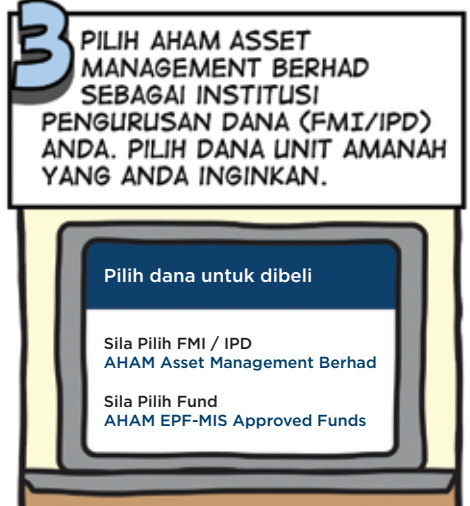 3
PILIH AHAM ASSET
MANAGEMENT BERHAD
SEBAGAI INSTITUSI
PENGURUSAN DANA (FMI/IPD)
ANDA. PILIH DANA UNIT AMANAH
YANG ANDA INGINKAN.
Pilih dana untuk dibeli
Sila Pilih FMI / IPD
AHAM Asset Management Berhad
Sila Pilih Fund
AHAM EPF-MIS Approved Funds